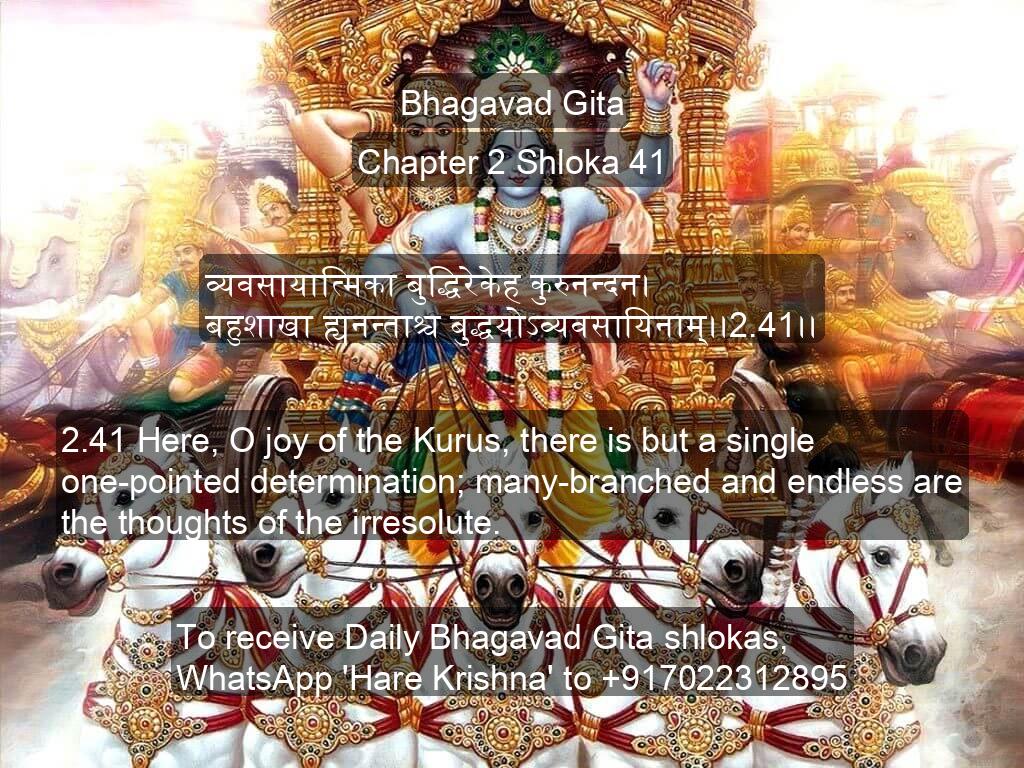 Bhagavad Gita
Chapter 2 Shloka 41
व्यवसायात्मिका बुद्धिरेकेह कुरुनन्दन।
बहुशाखा ह्यनन्ताश्च बुद्धयोऽव्यवसायिनाम्।।2.41।।
2.41 Here, O joy of the Kurus, there is but a single
one-pointed determination; many-branched and endless are
the thoughts of the irresolute.
To receive Daily Bhagavad Gita shlokas,
WhatsApp 'Hare Krishna' to +917022312895